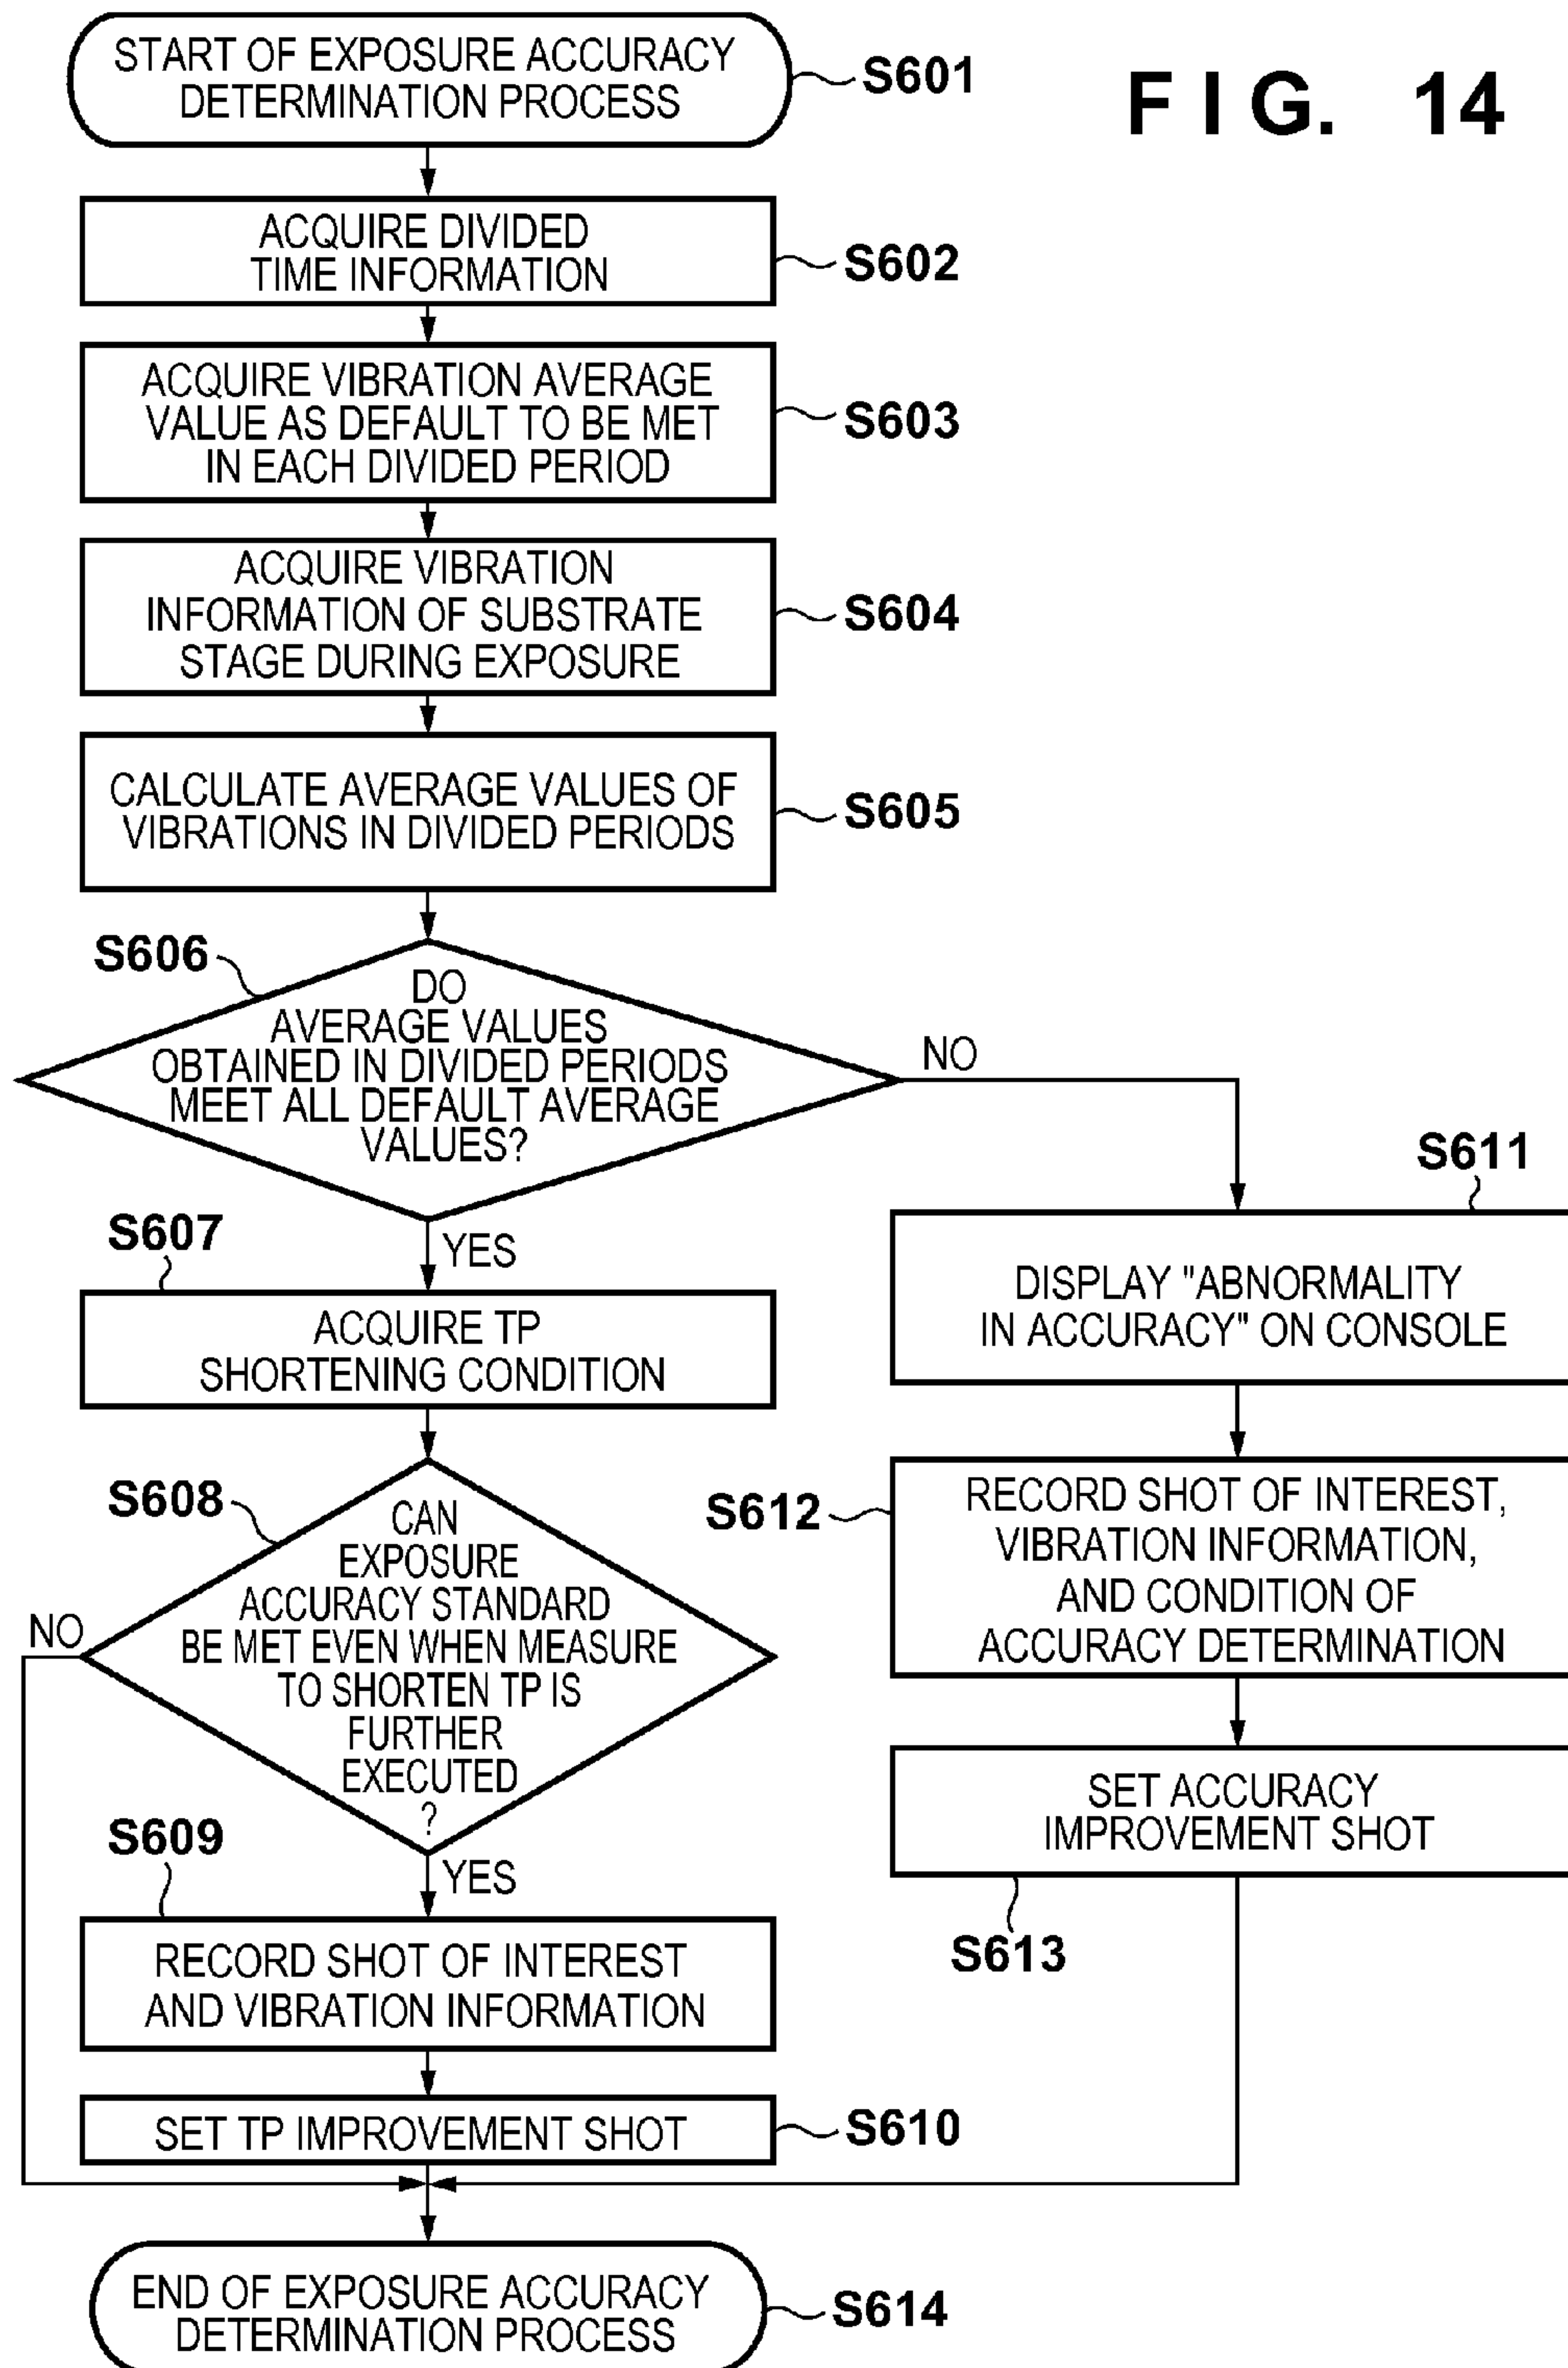 FIG. 14
START OF EXPOSURE ACCURACY
DETERMINATION PROCESS
S601
ACQUIRE DIVIDED
TIME INFORMATION
S602
ACQUIRE VIBRATION AVERAGE
VALUE AS DEFAULT TO BE MET
IN EACH DIVIDED PERIOD
S603
ACQUIRE VIBRATION
INFORMATION OF SUBSTRATE
STAGE DURING EXPOSURE
S604
CALCULATE AVERAGE VALUES OF
VIBRATIONS IN DIVIDED PERIODS
S605
S606
DO
AVERAGE VALUES
OBTAINED IN DIVIDED PERIODS
MEET ALL DEFAULT AVERAGE
VALUES?
NO
YES
S607
ACQUIRE TP
SHORTENING CONDITION
S608
CAN
EXPOSURE
ACCURACY STANDARD
BE MET EVEN WHEN MEASURE
TO SHORTEN TP IS
FURTHER
EXECUTED
?
NO
YES
S609
RECORD SHOT OF INTEREST
AND VIBRATION INFORMATION
SET TP IMPROVEMENT SHOT
S610
S611
DISPLAY "ABNORMALITY
IN ACCURACY" ON CONSOLE
S612
RECORD SHOT OF INTEREST,
VIBRATION INFORMATION,
AND CONDITION OF
ACCURACY DETERMINATION
SET ACCURACY
IMPROVEMENT SHOT
S613
END OF EXPOSURE ACCURACY
DETERMINATION PROCESS
S614